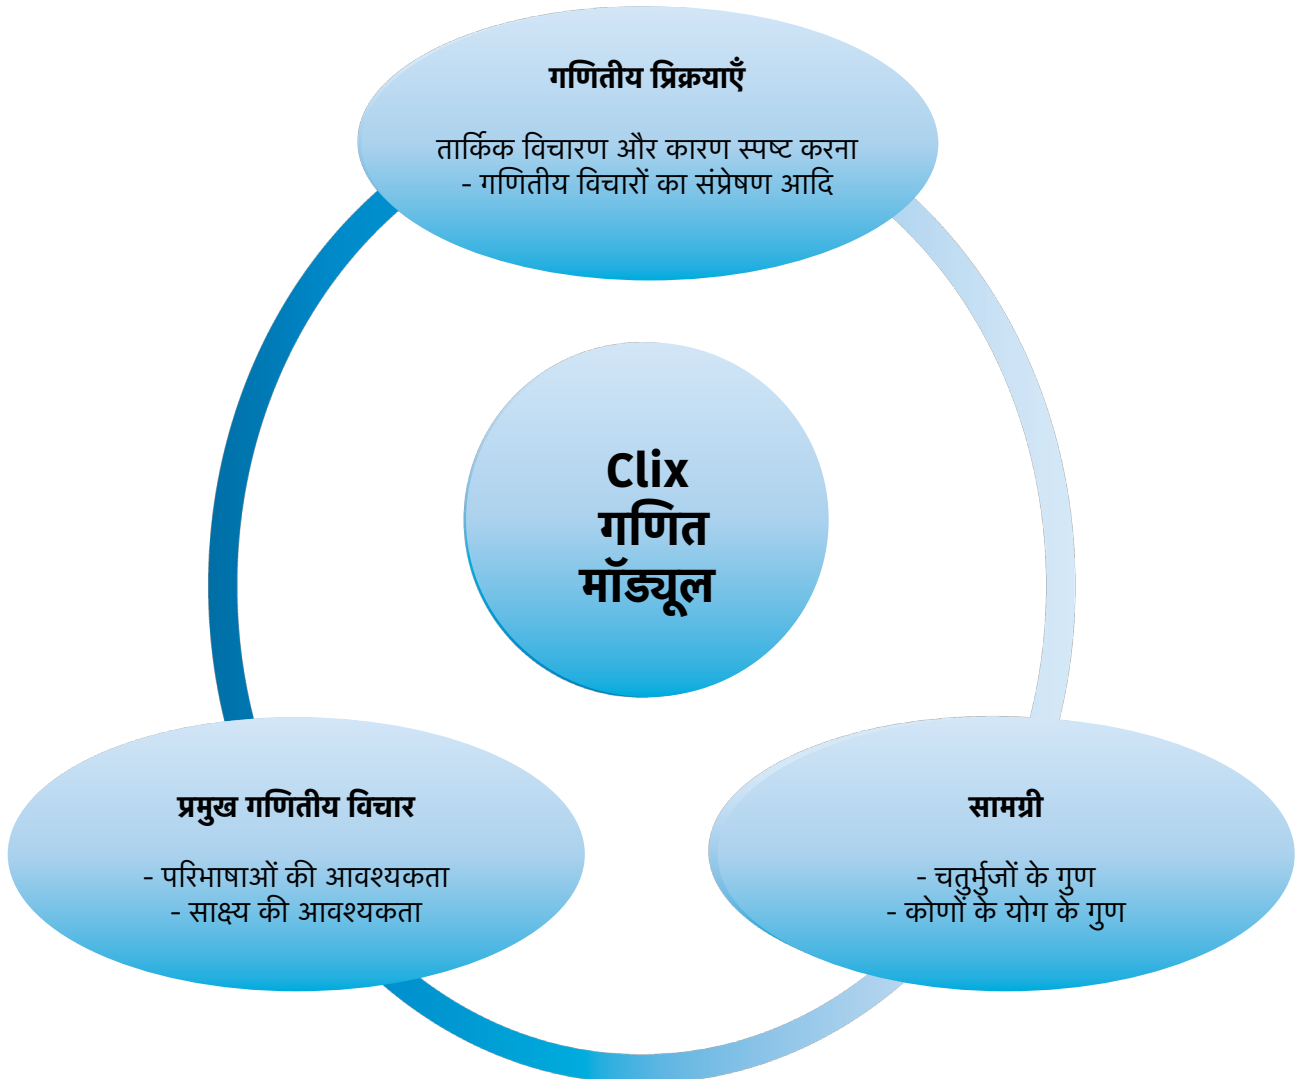 गणितीय प्रिक्रयाएँ
तार्किक विचारण और कारण स्पष्ट करना
- गणितीय विचारों का संप्रेषण आदि
Clix
गणित
मॉड्यूल
प्रमुख गणितीय विचार
- परिभाषाओं की आवश्यकता
- साक्ष्य की आवश्यकता
सामग्री
- चतुर्भुजों के गुण
- कोणों के योग के गुण